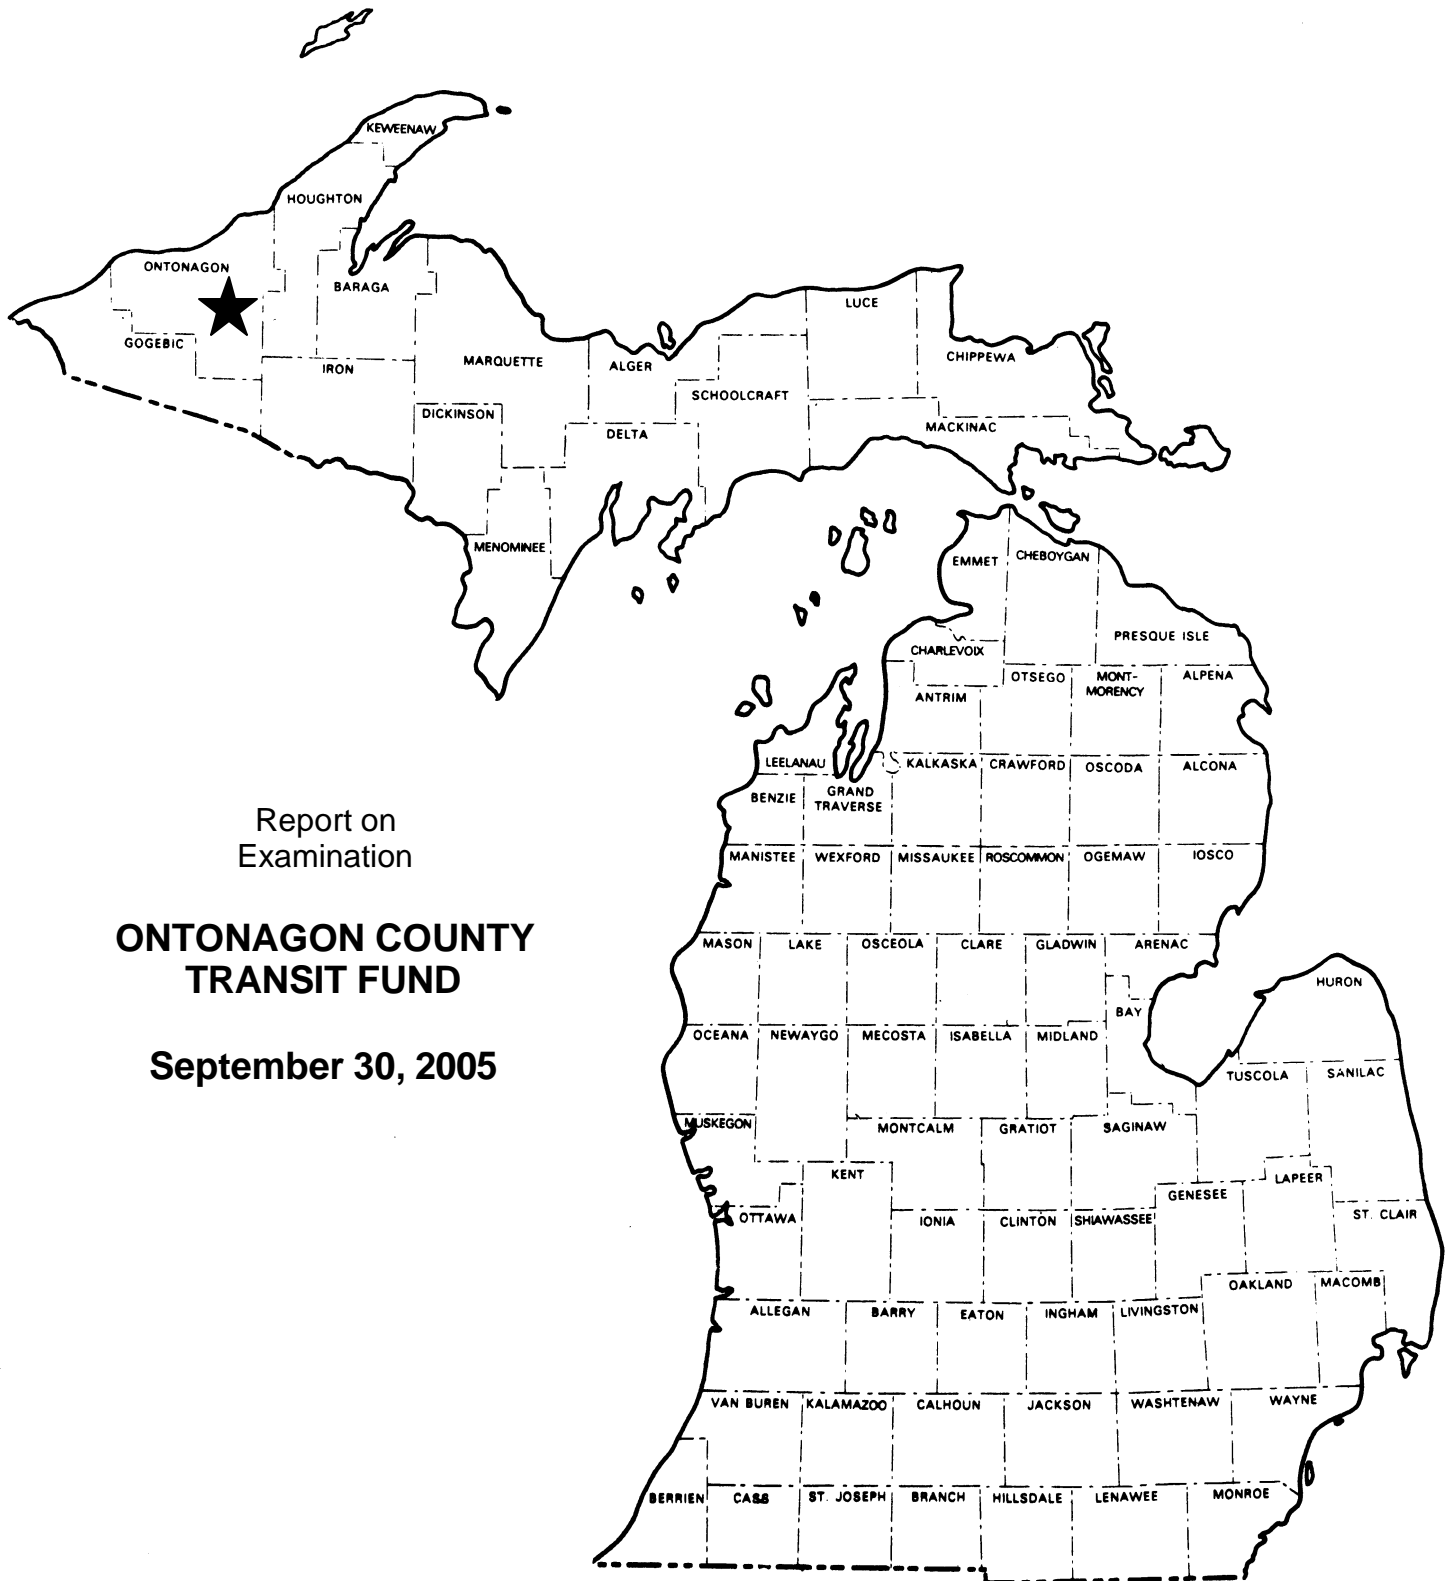 KEWEENAW
HOUGHTON
ONTONAGON
BARAGA
GOGEBIC
IRON
MARQUETTE
ALGER
LUCE
CHIPPEWA
SCHOOLCRAFT
DICKINSON
DELTA
MACKINAC
MENOMINEE
EMMET
CHEBOYGAN
PRESQUE ISLE
CHARLEVOIX
ANTRIM
OTSEGO
MONT-
MORENCY
ALPENA
LEELANAU
KALKASKA
CRAWFORD
OSCODA
ALCONA
BENZIE
GRAND
TRAVERSE
Report on
Examination
MANISTEE
WEXFORD
MISSAUKEE
ROSCOMMON
OGEMAW
IOSCO
ONTONAGON COUNTY
TRANSIT FUND
MASON
LAKE
OSCEOLA
CLARE
GLADWIN
ARENAC
HURON
BAY
September 30, 2005
OCEANA
NEWAYGO
MECOSTA
ISABELLA
MIDLAND
TUSCOLA
SANILAC
MUSKEGON
MONTCALM
GRATIOT
SAGINAW
KENT
GENESEE
LAPEER
OTTAWA
IONIA
CLINTON
SHIAWASSEE
ST. CLAIR
ALLEGAN
BARRY
EATON
INGHAM
LIVINGSTON
OAKLAND
MACOMB
VAN BUREN
KALAMAZOO
CALHOUN
JACKSON
WASHTENAW
WAYNE
BERRIEN
CASS
ST. JOSEPH
BRANCH
HILLSDALE
LENAWEE
MONROE